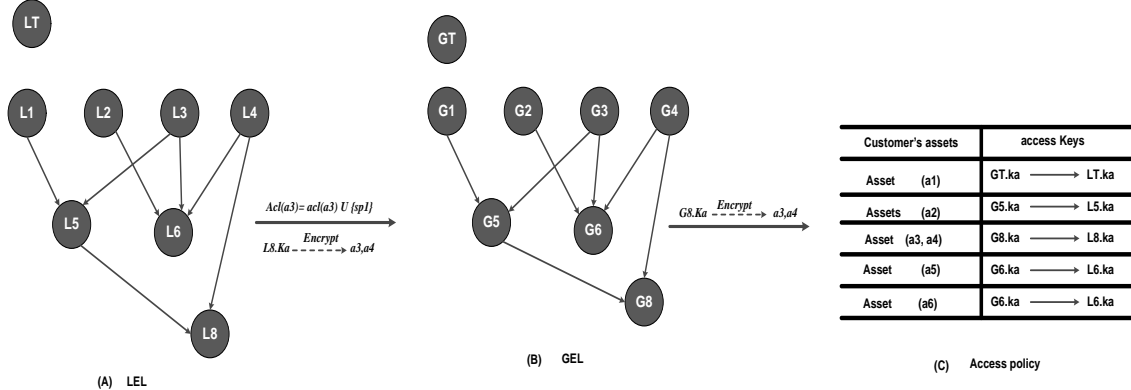 LT
L1 L2 L3 L4
L5 L6
L8
(A) LEL
Acl(a3)= acl(a3) U {sp1}
Encrypt
L8.Ka a3,a4
GT
G1 G2 G3 G4
G5 G6
G8
(B) GEL
Encrypt
G8.Ka a3,a4
Customer's assets access Keys
Asset (a1) GT.ka LT.ka
Assets (a2) G5.ka L5.ka
Asset (a3, a4) G8.ka L8.ka
Asset (a5) G6.ka L6.ka
Asset (a6) G6.ka L6.ka
(C) Access policy